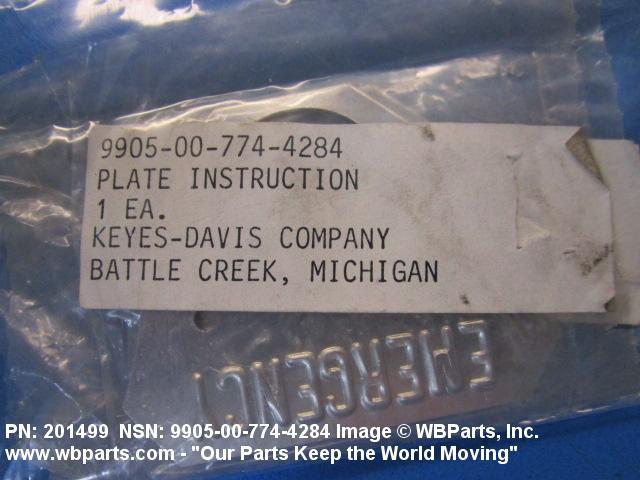 9905-00-774-4284
PLATE INSTRUCTION
1 EA.
KEYES-DAVIS COMPANY
BATTLE CREEK, MICHIGAN
EMERGENCY
PN: 201499 NSN: 9905-00-774-4284 Image © WBParts, Inc.
www.wbparts.com - "Our Parts Keep the World Moving"